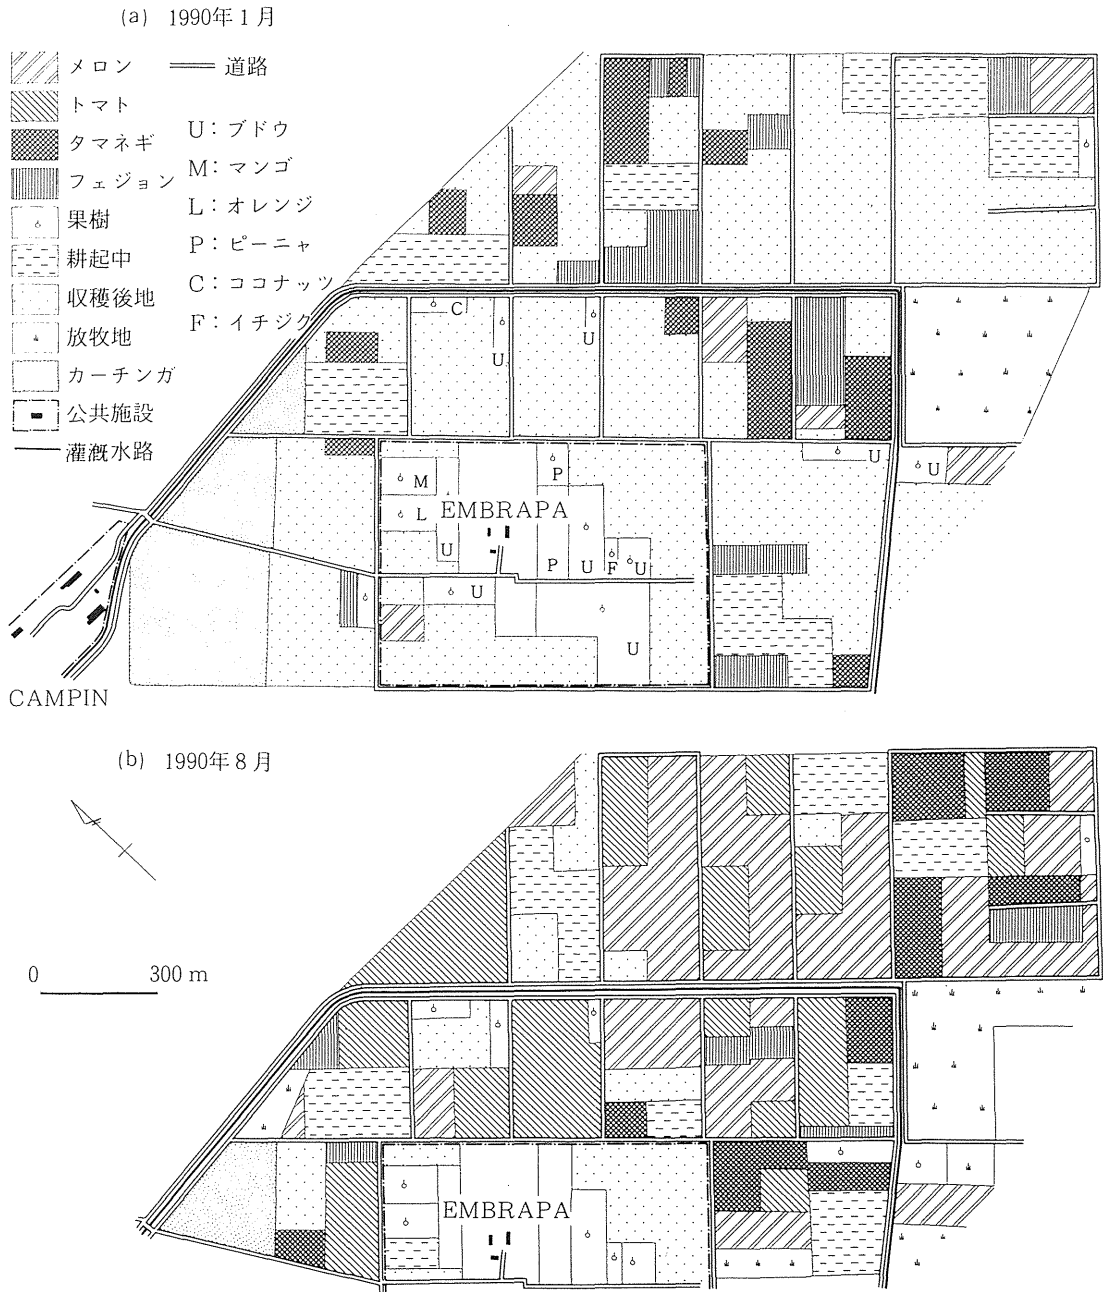 (a) 1990年1月
メロン
道路
トマト
タマネギ
フェジョン
果樹
耕起中
収穫後地
放牧地
カーチンガ
公共施設
灌漑水路
U：ブドウ
M：マンゴ
L：オレンジ
P：ピーニャ
C：ココナッツ
F：イチジク
C
U
U
U
U
M
P
L
EMBRAPA
U
P
U
F
U
U
U
CAMPIN
(b) 1990年8月
0 300 m
EMBRAPA